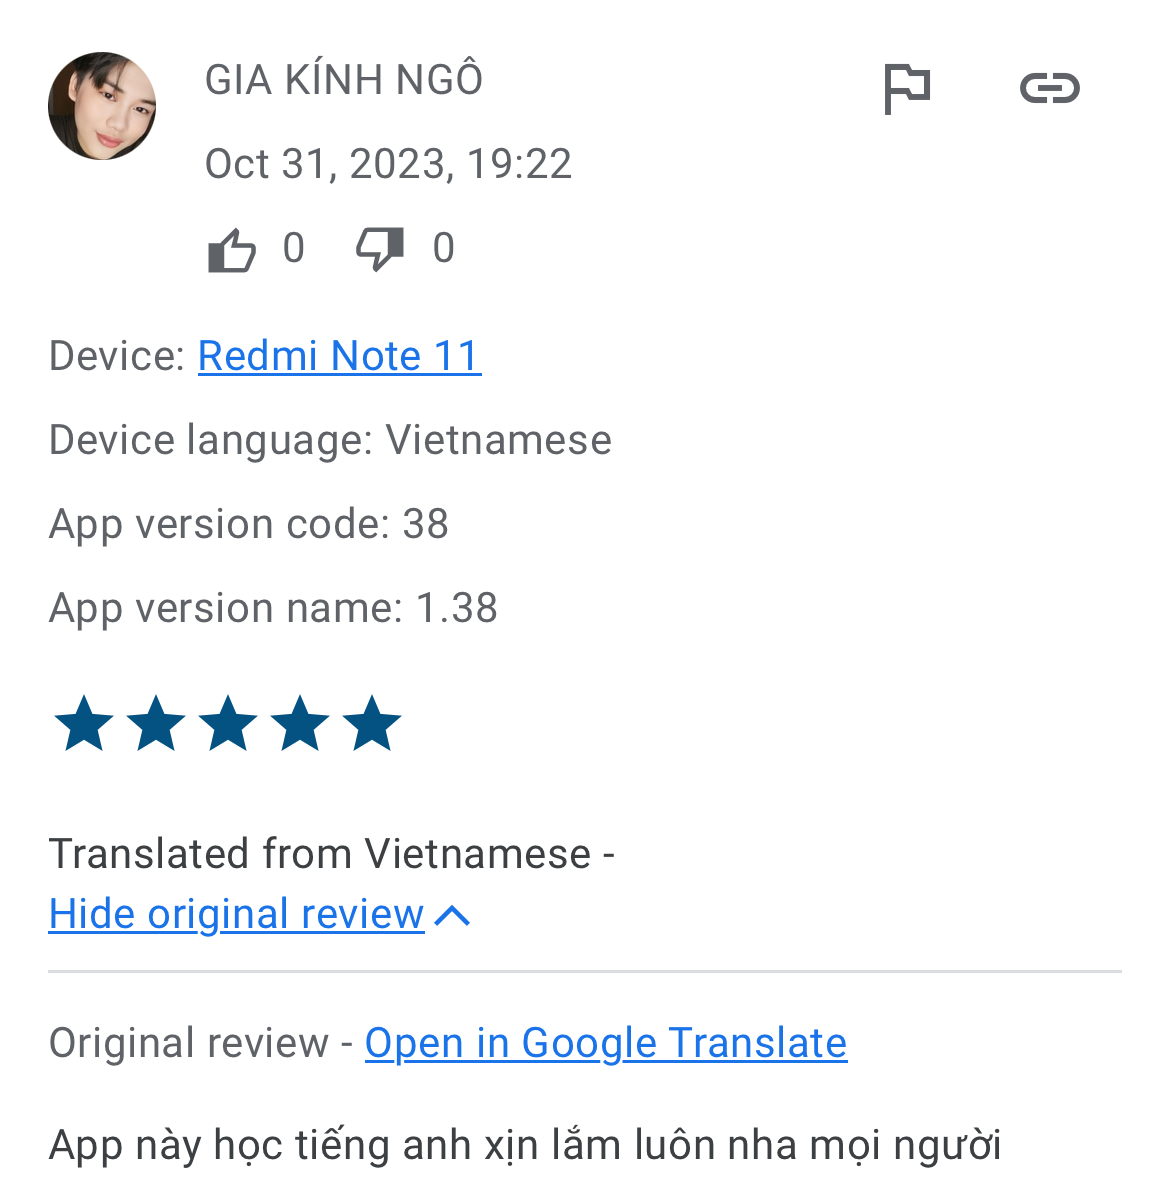 GIA KÍNH NGÔ
Oct 31, 2023, 19:22
0 0
Device: Redmi Note 11
Device language: Vietnamese
App version code: 38
App version name: 1.38
Translated from Vietnamese -
Hide original review
Original review - Open in Google Translate
App này học tiếng anh xịn lắm luôn nha mọi người